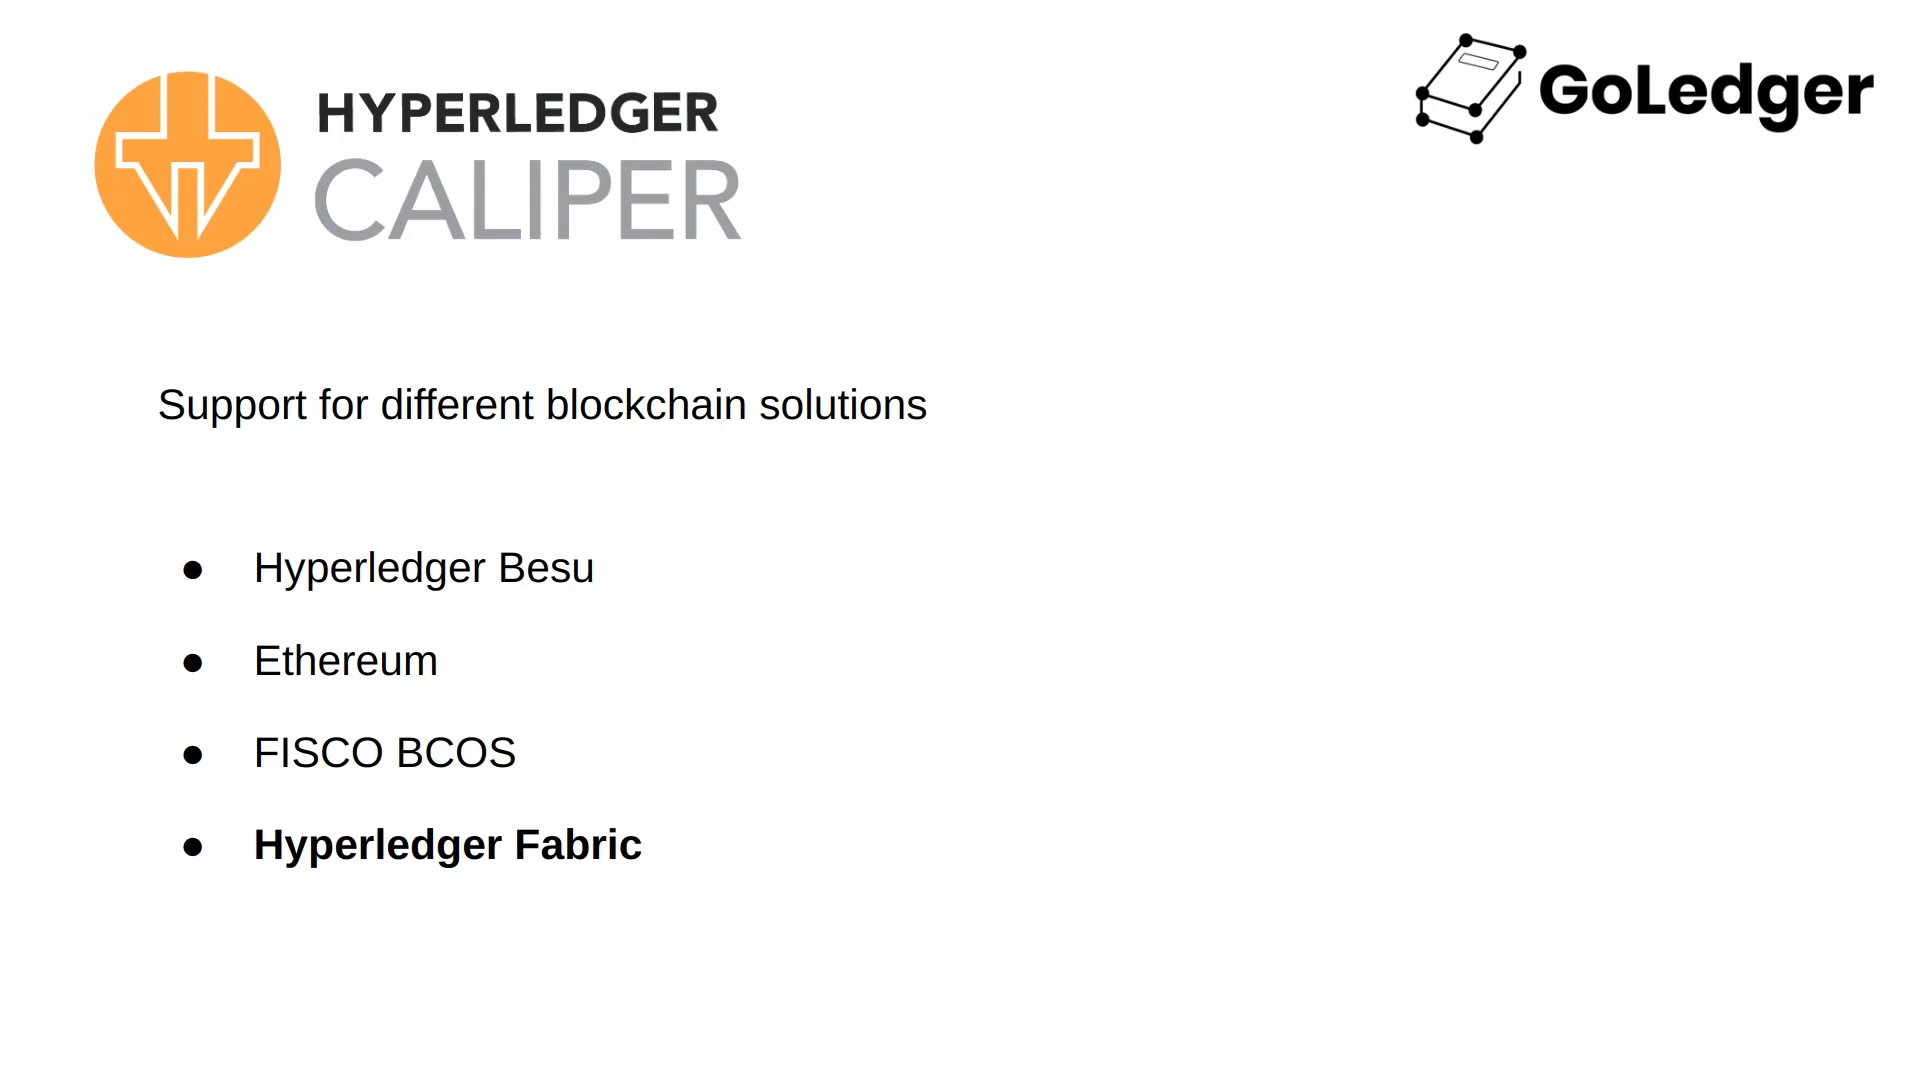 HYPERLEDGER
CALIPER
GoLedger
Support for different blockchain solutions
● Hyperledger Besu
● Ethereum
● FISCO BCOS
● Hyperledger Fabric